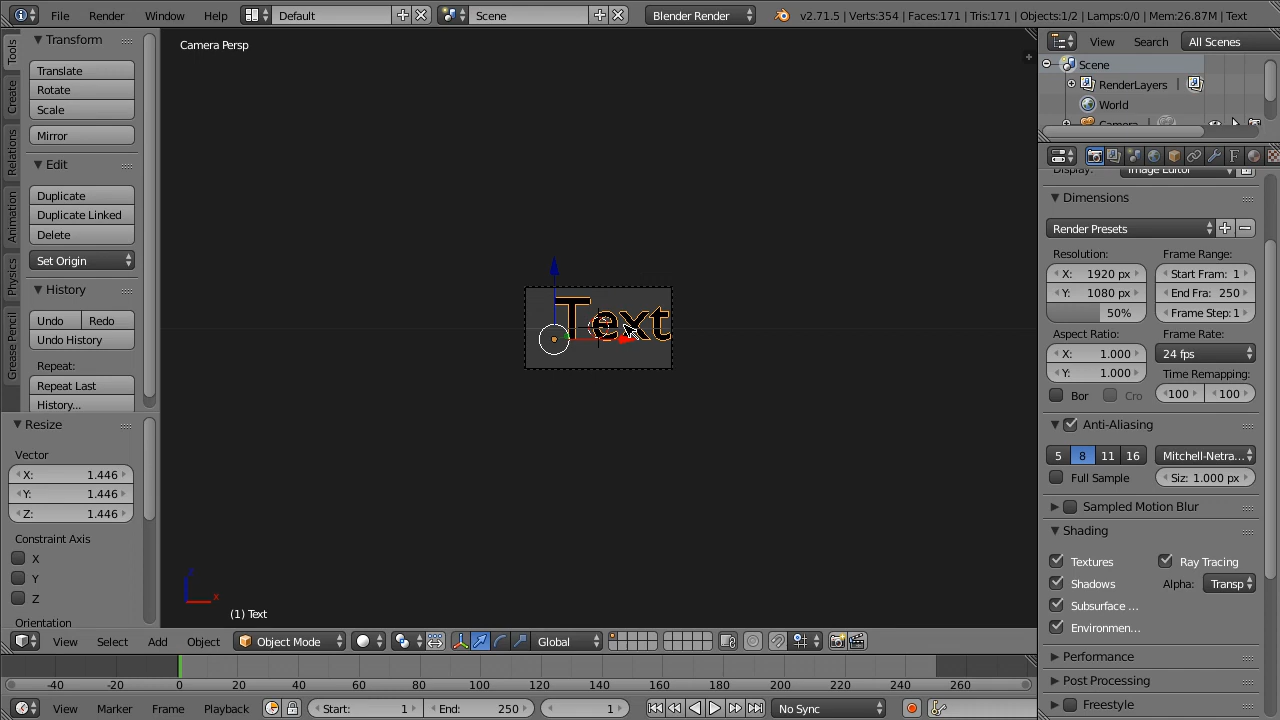 File Render Window Help Default Scene Blender Render v2.71.5 | Verts:354 | Faces:171 | Tris:171 | Objects:1/2 | Lamps:0/0 | Mem:26.87M | Text
Tools
Create
Relations
Animation
Physics
Grease Pencil
Transform
Translate
Rotate
Scale
Mirror
Edit
Duplicate
Duplicate Linked
Delete
Set Origin
History
Undo Redo
Undo History
Repeat:
Repeat Last
History...
Resize
Vector
X: 1.446
Y: 1.446
Z: 1.446
Constraint Axis
X
Y
Z
Orientation
Camera Persp
Text
z
x
(1) Text
View Select Add Object Object Mode Global
-40 -20 0 20 40 60 80 100 120 140 160 180 200 220 240 260
View Marker Frame Playback Start: 1 End: 250 1 No Sync
View Search All Scenes
Scene
RenderLayers |
World
Camera
Display: Image Editor
Dimensions
Render Presets
Resolution: Frame Range:
X: 1920 px Start Fram: 1
Y: 1080 px End Fra: 250
50% Frame Step: 1
Aspect Ratio: Frame Rate:
X: 1.000 24 fps
Y: 1.000 Time Remapping:
Bor Cro 100 100
Anti-Aliasing
5 8 11 16 Mitchell-Netra...
Full Sample Siz: 1.000 px
Sampled Motion Blur
Shading
Textures Ray Tracing
Shadows Alpha: Transp
Subsurface ...
Environmen...
Performance
Post Processing
Freestyle